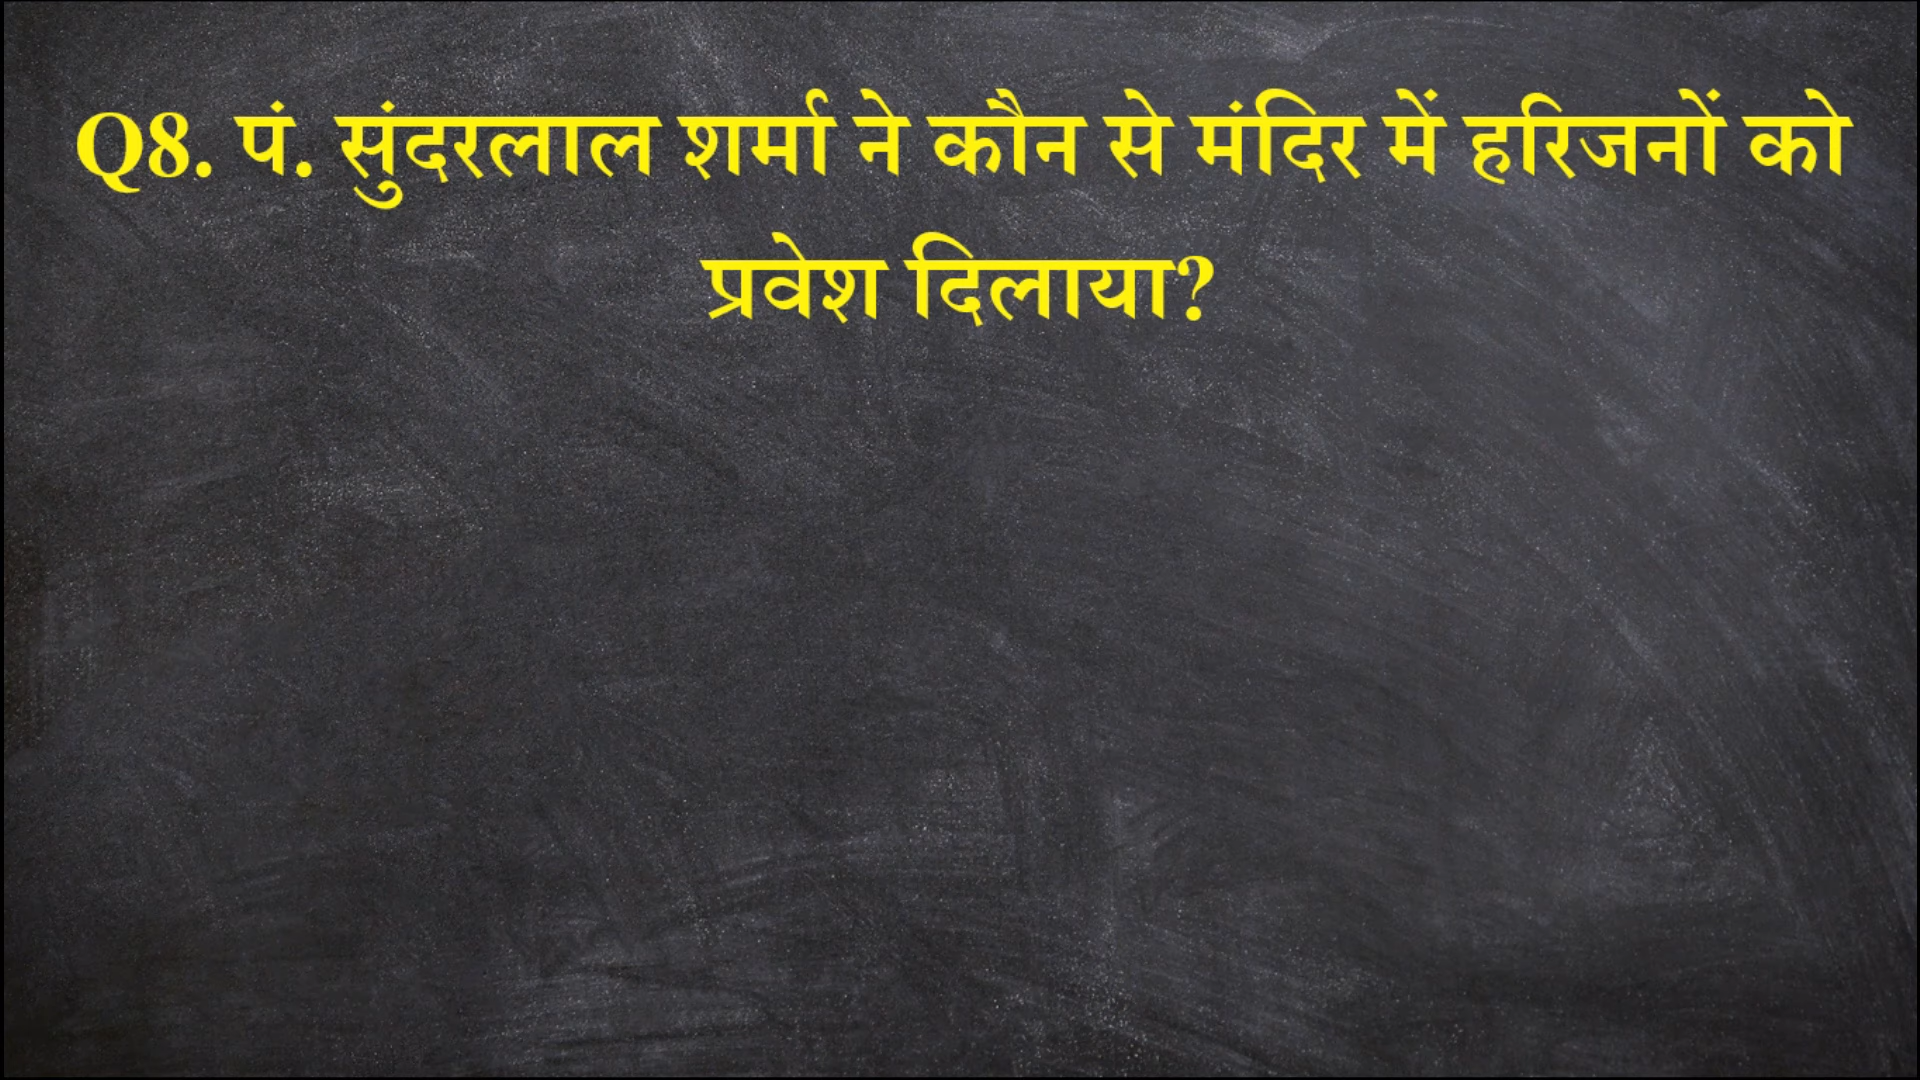 Q8. पं. सुंदरलाल शर्मा ने कौन से मंदिर में हरिजनों को
प्रवेश दिलाया?